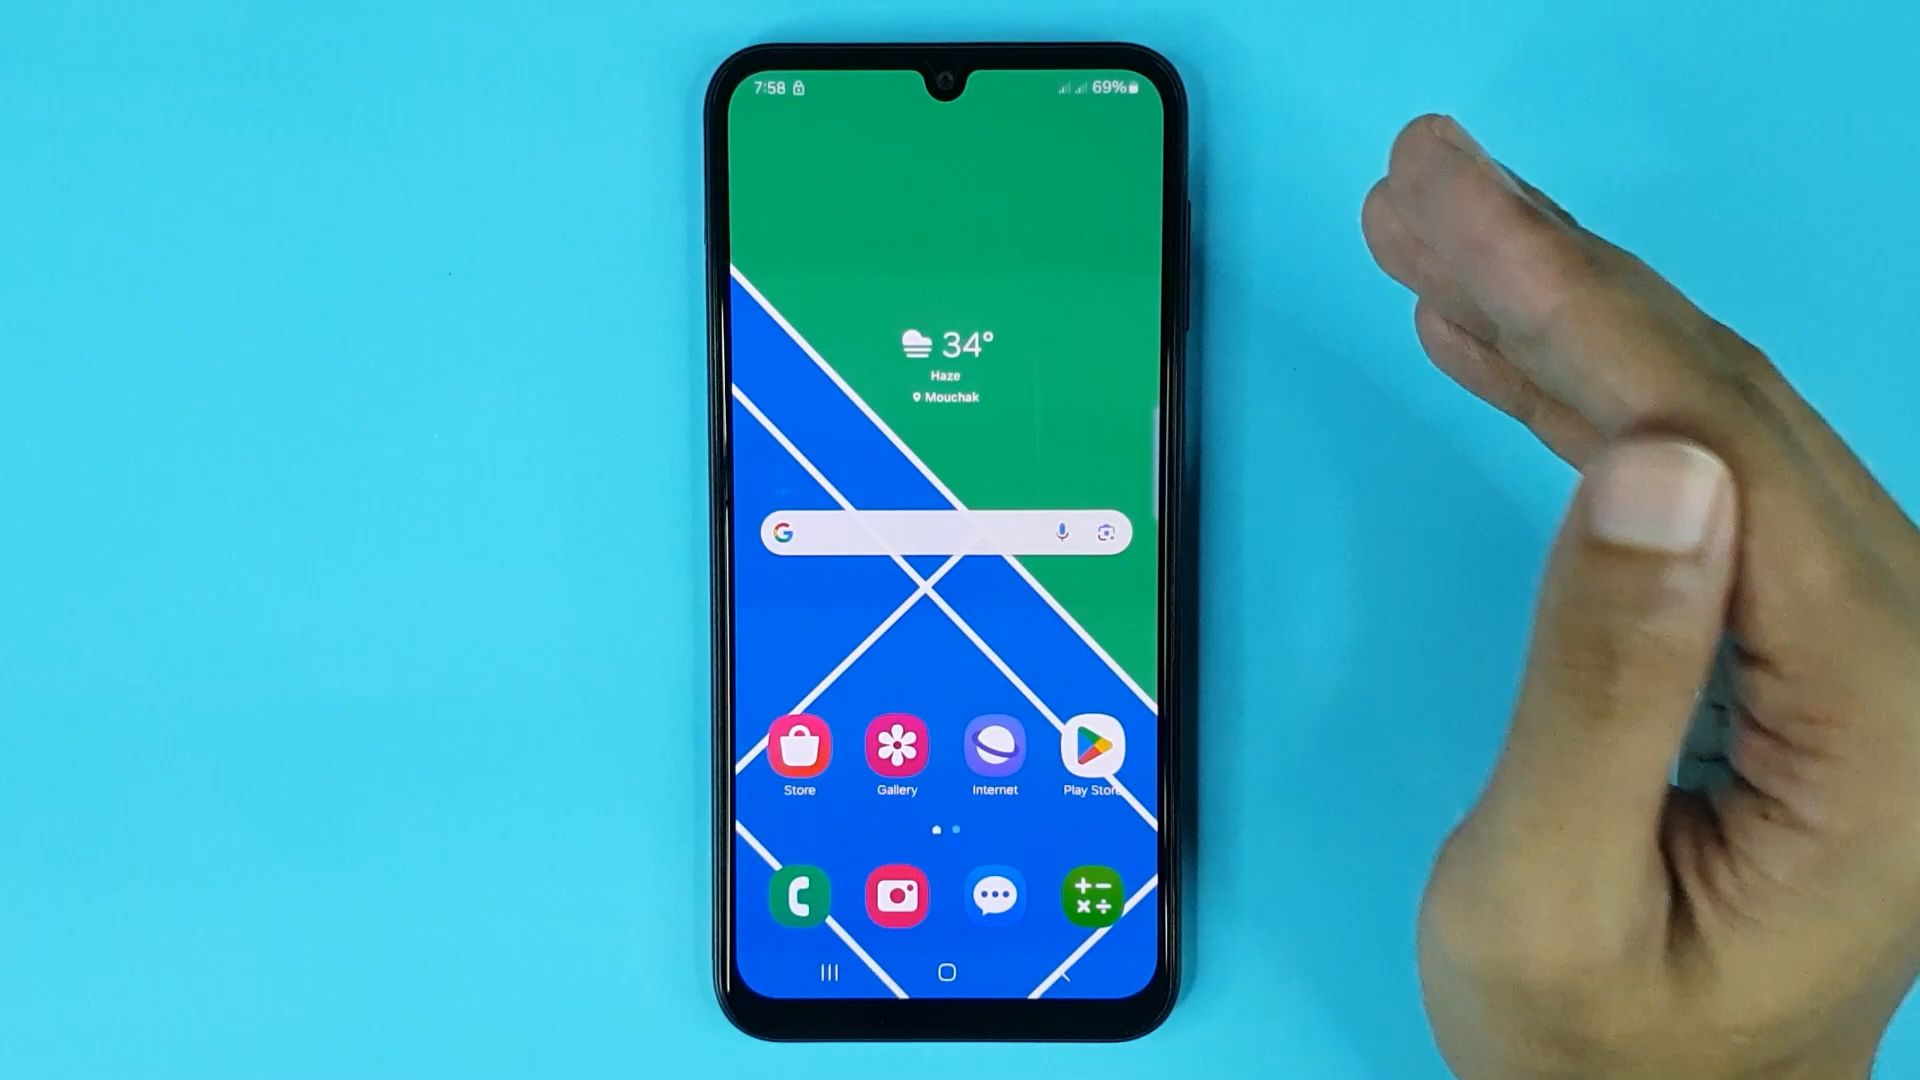 7:58 69%
34°
Haze
Mouchak
G
Store Gallery Internet Play Store